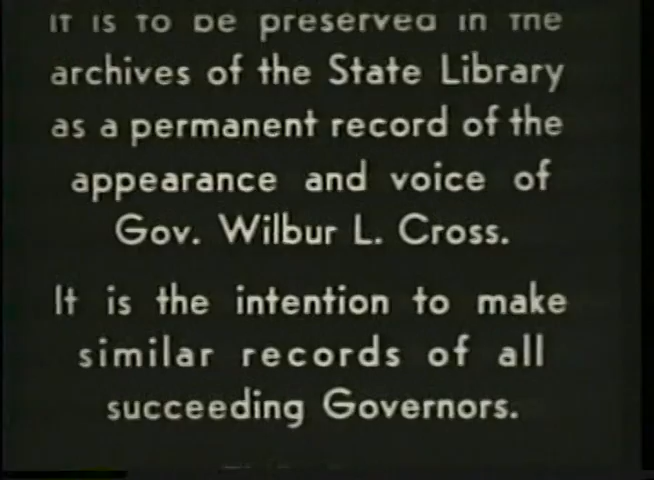 It is to be preserved in the
archives of the State Library
as a permanent record of the
appearance and voice of
Gov. Wilbur L. Cross.
It is the intention to make
similar records of all
succeeding Governors.